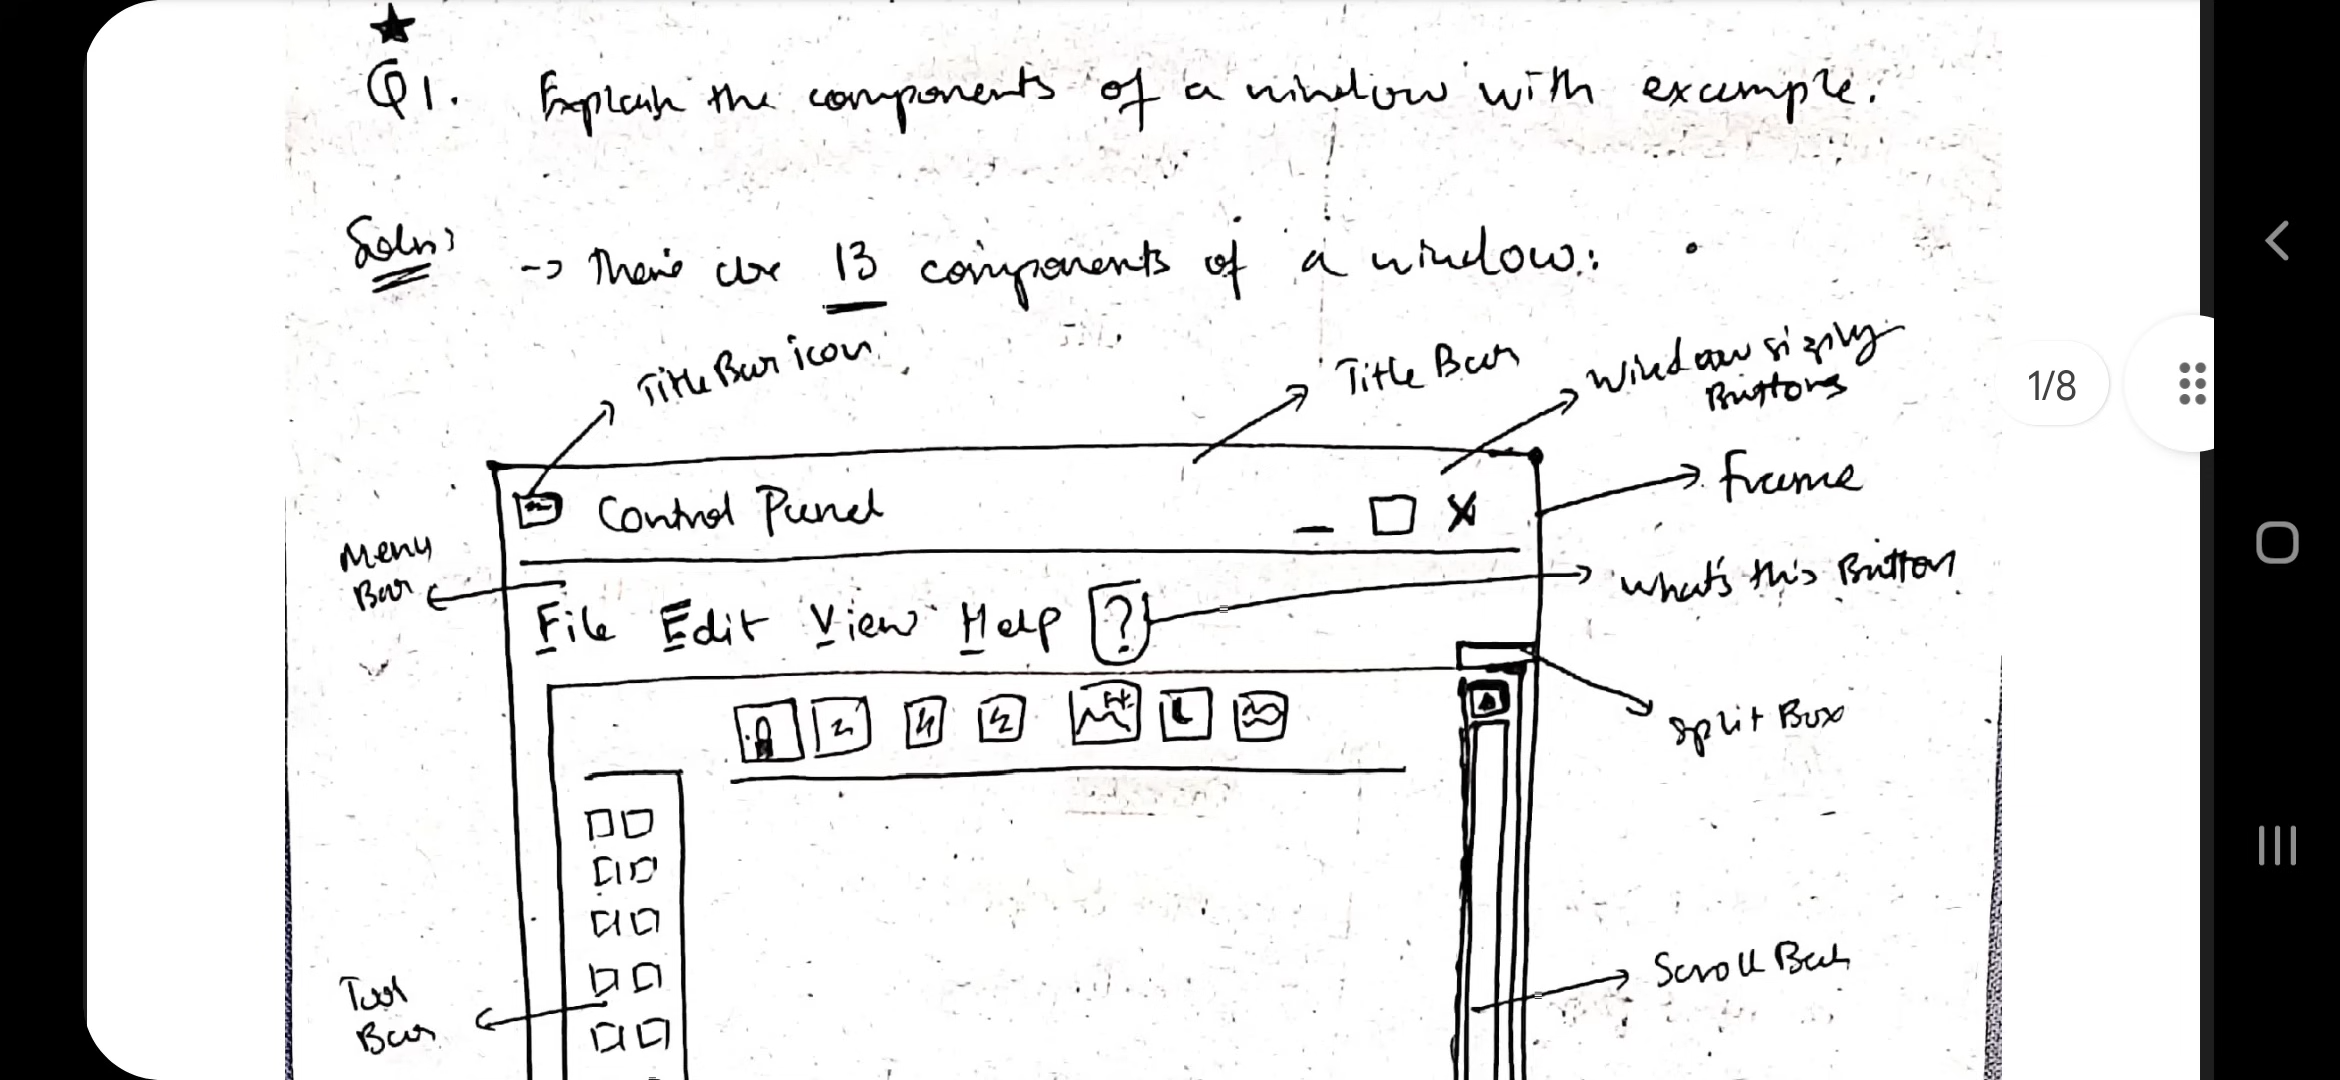 Q1. Explain the components of a window with example.
Soln:
-> There are 13 components of a window:
Title Bar icon
Title Bar
Window sizing
Buttons
Frame
Control Panel
Menu
Bar
What's this Button
File Edit View Help ?
1/8
Split Box
Scroll Bar
Tool
Bar